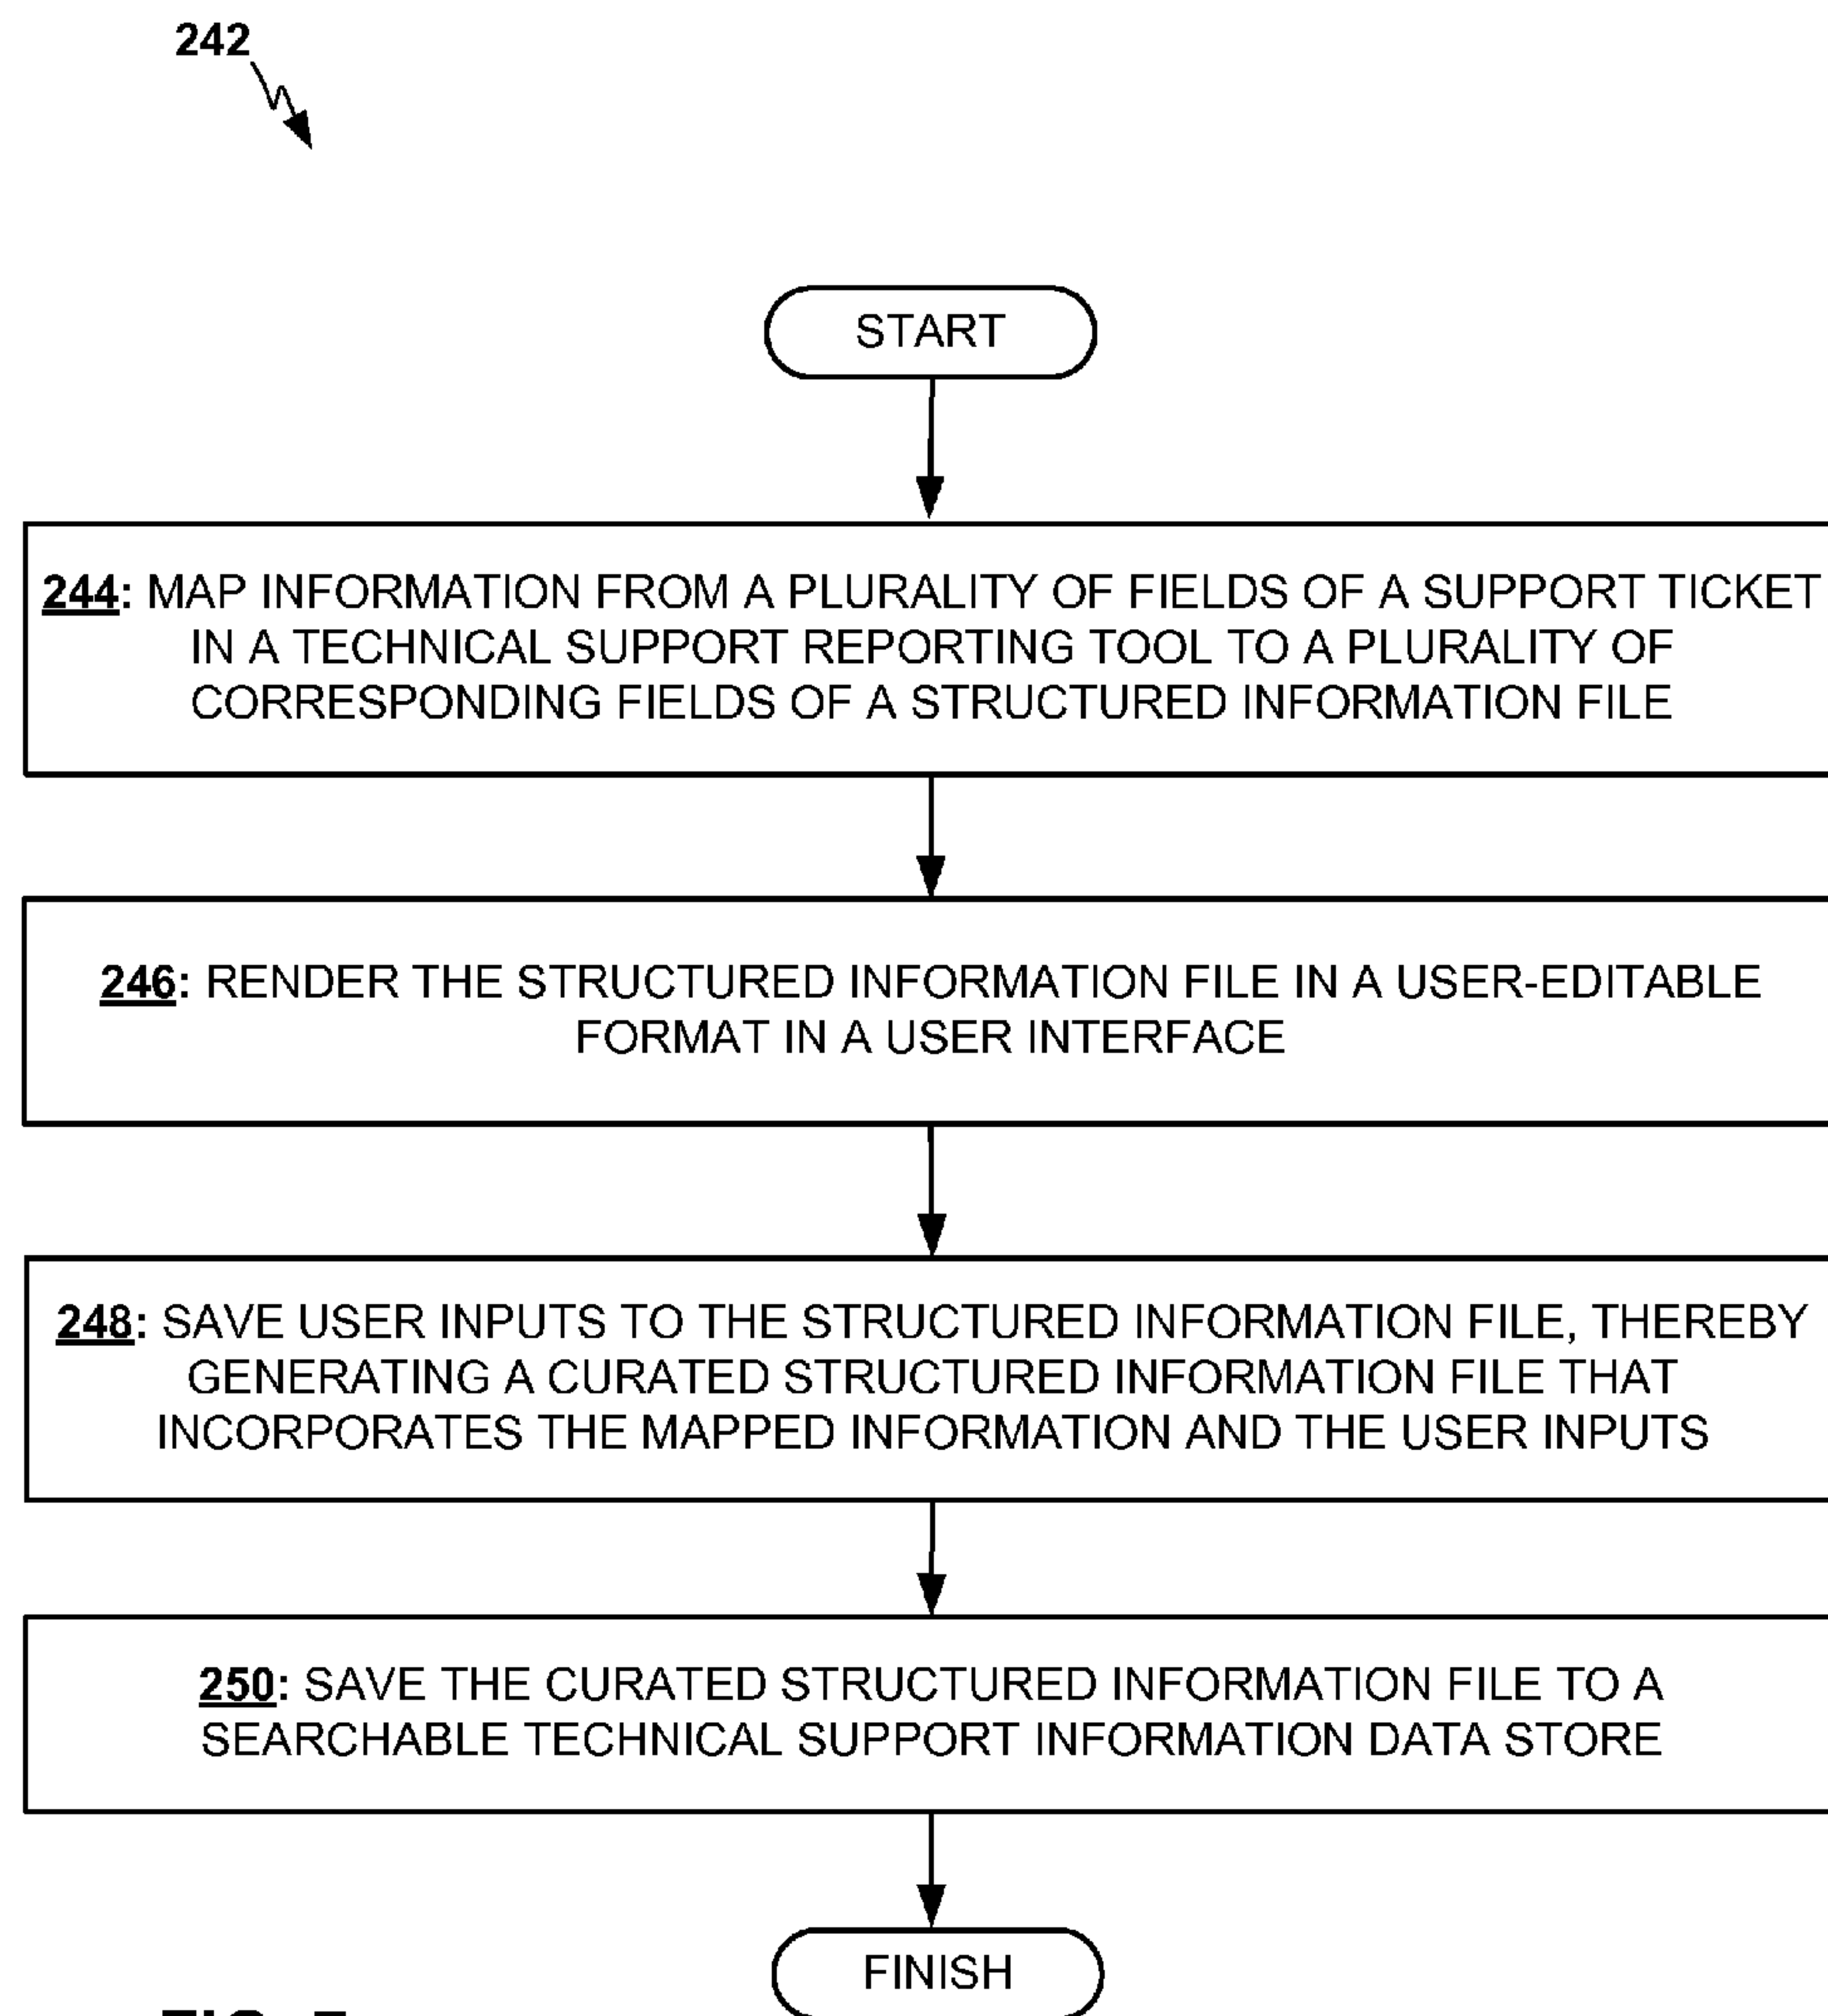 242
START
244: MAP INFORMATION FROM A PLURALITY OF FIELDS OF A SUPPORT TICKET
IN A TECHNICAL SUPPORT REPORTING TOOL TO A PLURALITY OF
CORRESPONDING FIELDS OF A STRUCTURED INFORMATION FILE
246: RENDER THE STRUCTURED INFORMATION FILE IN A USER-EDITABLE
FORMAT IN A USER INTERFACE
248: SAVE USER INPUTS TO THE STRUCTURED INFORMATION FILE, THEREBY
GENERATING A CURATED STRUCTURED INFORMATION FILE THAT
INCORPORATES THE MAPPED INFORMATION AND THE USER INPUTS
250: SAVE THE CURATED STRUCTURED INFORMATION FILE TO A
SEARCHABLE TECHNICAL SUPPORT INFORMATION DATA STORE
FINISH